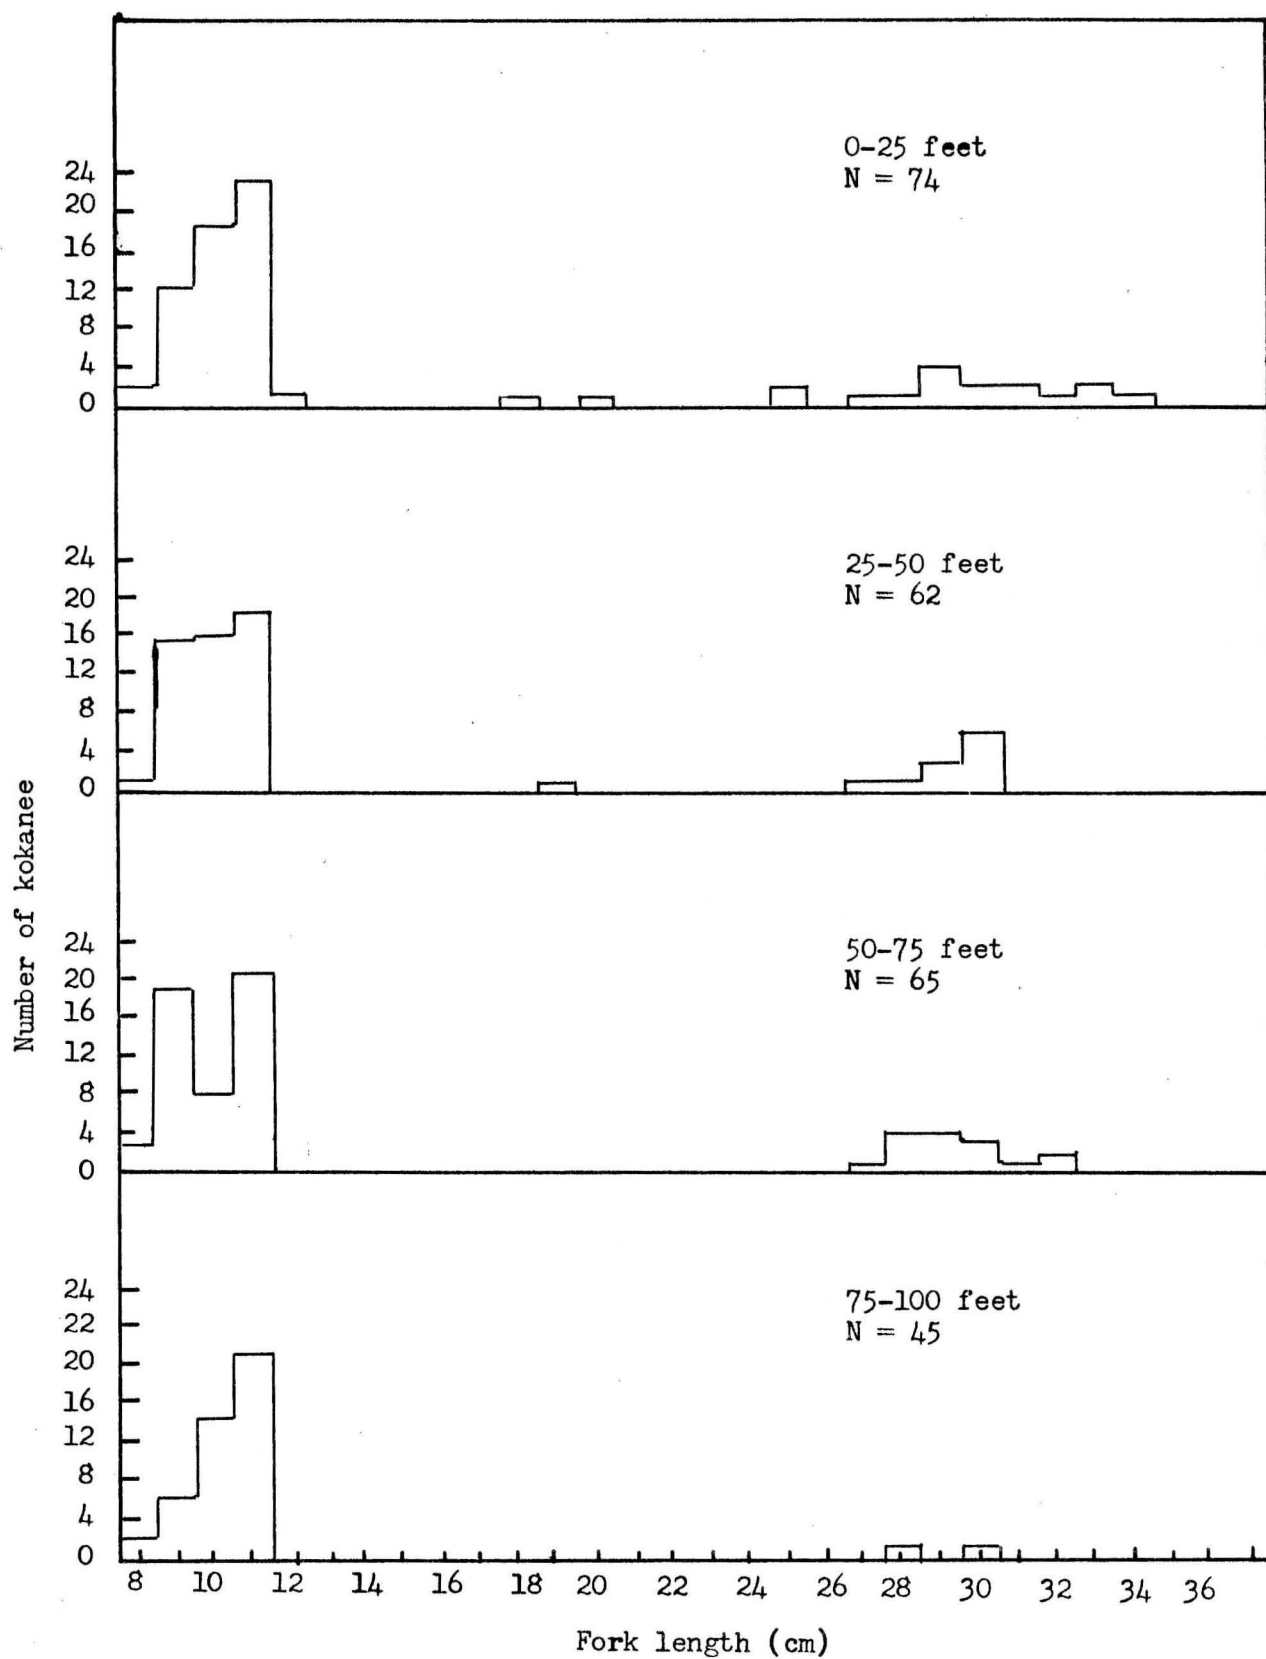 0-25 feet
N = 74
24
20
16
12
8
4
0
25-50 feet
N = 62
24
20
16
12
8
4
0
50-75 feet
N = 65
24
20
16
12
8
4
0
75-100 feet
N = 45
24
22
20
16
12
8
4
0
Number of kokanee
8 10 12 14 16 18 20 22 24 26 28 30 32 34 36
Fork length (cm)